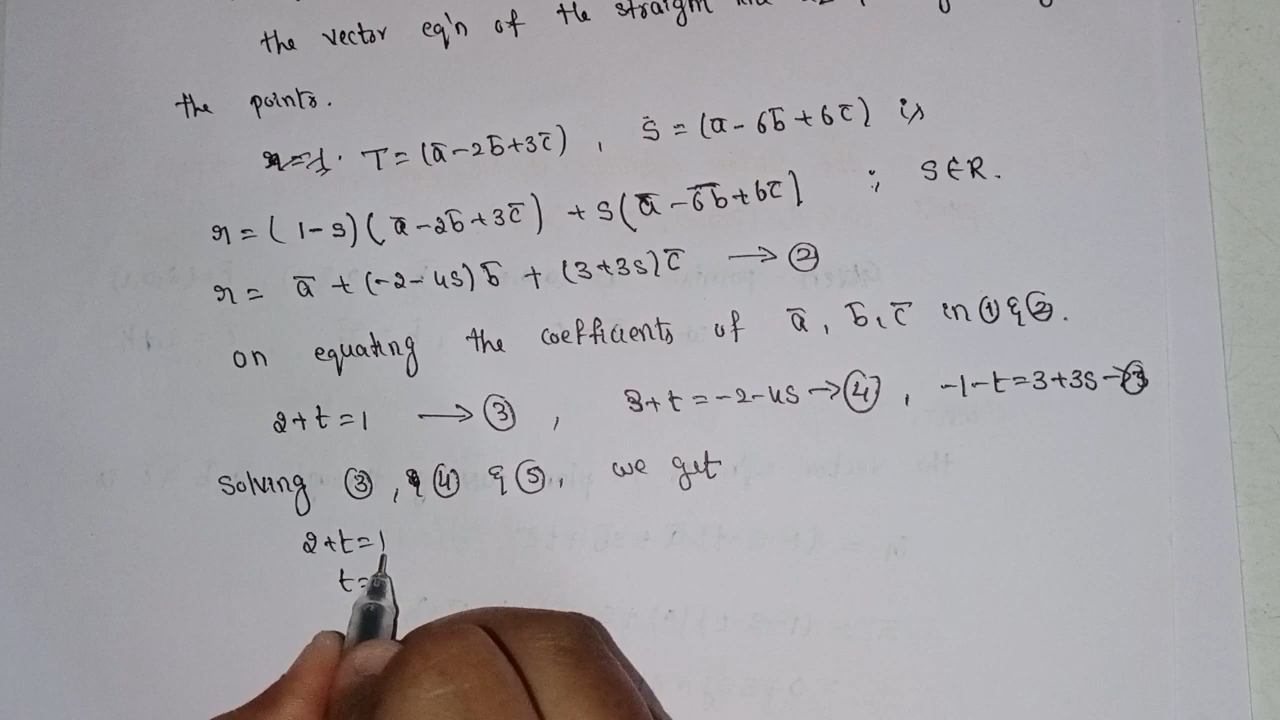 the vector eq'n of the straight
the points.
T = (a̅ - 2b̅ + 3c̅) , S = (a̅ - 6b̅ + 6c̅) is
r = (1-s)(a̅ - 2b̅ + 3c̅) + s(a̅ - 6b̅ + 6c̅] ; S∈R.
r = a̅ + (-2-4s)b̅ + (3+3s)c̅ → ②
on equating the coefficients of a̅, b̅, c̅ in ① & ②.
2+t=1 → ③ , 3+t = -2-4s → ④ , -1-t=3+3s →
Solving ③, ④ & ⑤., we get
2+t=1
t=